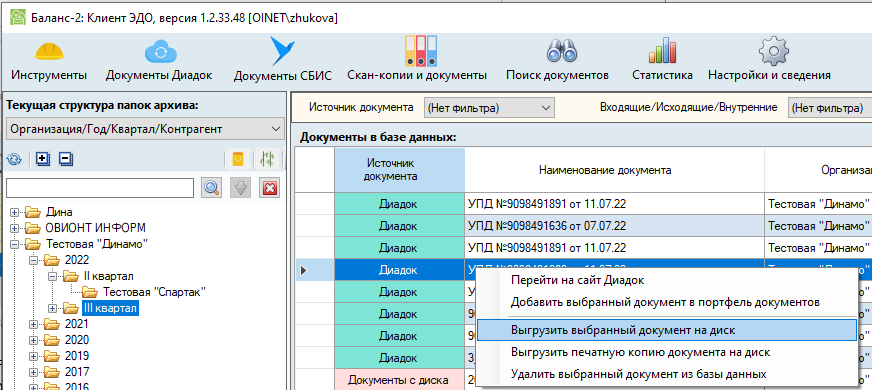 Баланс-2: Клиент ЭДО, версия 1.2.33.48 [OINET\zhukova]
Инструменты
Документы Диадок
Документы СБИС
Скан-копии и документы
Поиск документов
Статистика
Настройки и сведения
Текущая структура папок архива:
Организация/Год/Квартал/Контрагент
Дина
ОВИОНТ ИНФОРМ
Тестовая "Динамо"
2022
II квартал
Тестовая "Спартак"
III квартал
2021
2020
2019
2017
2016
Источник документа
(Нет фильтра)
Входящие/Исходящие/Внутренние
(Нет фильтра)
Документы в базе данных:
Источник
документа
Наименование документа
Организа
Диадок
УПД №9098491891 от 11.07.22
Тестовая "Динамо"
Диадок
УПД №9098491636 от 07.07.22
Тестовая "Динамо"
Диадок
УПД №9098491891 от 11.07.22
Тестовая "Динамо"
Диадок
Диадок
Диадок
Диадок
Диадок
Документы с диска
Перейти на сайт Диадок
Добавить выбранный документ в портфель документов
Выгрузить выбранный документ на диск
Выгрузить печатную копию документа на диск
Удалить выбранный документ из базы данных